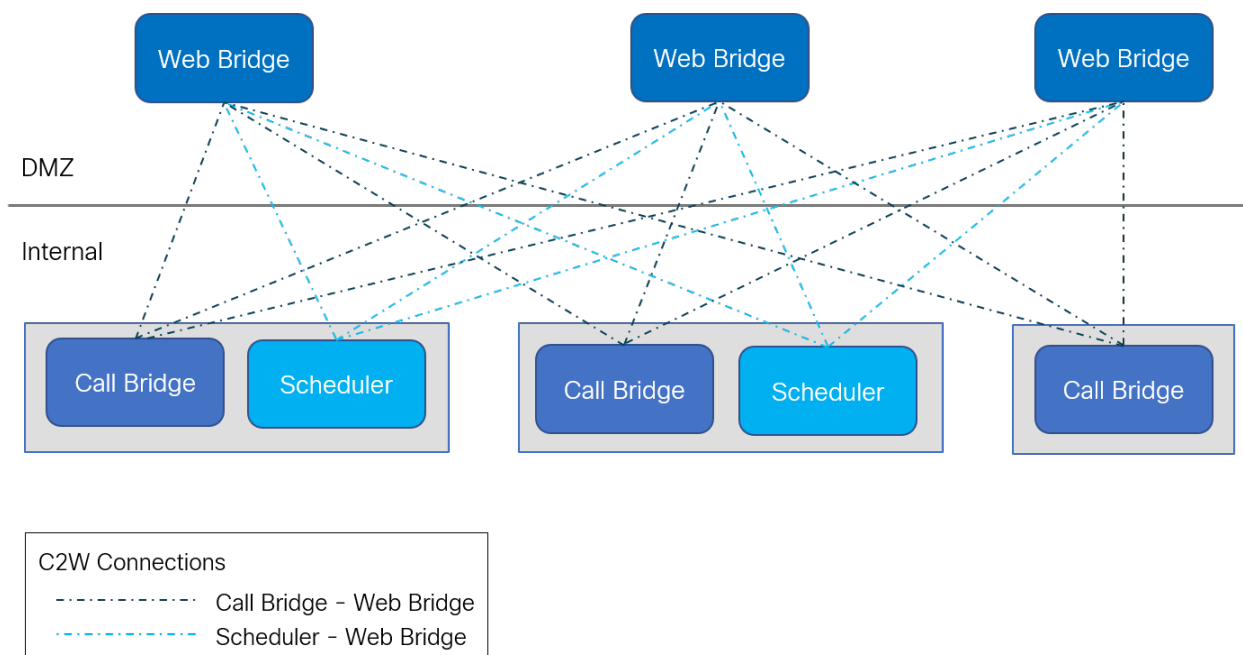 Web Bridge
Web Bridge
Web Bridge
DMZ
Internal
Call Bridge
Scheduler
Call Bridge
Scheduler
Call Bridge
C2W Connections
Call Bridge - Web Bridge
Scheduler - Web Bridge